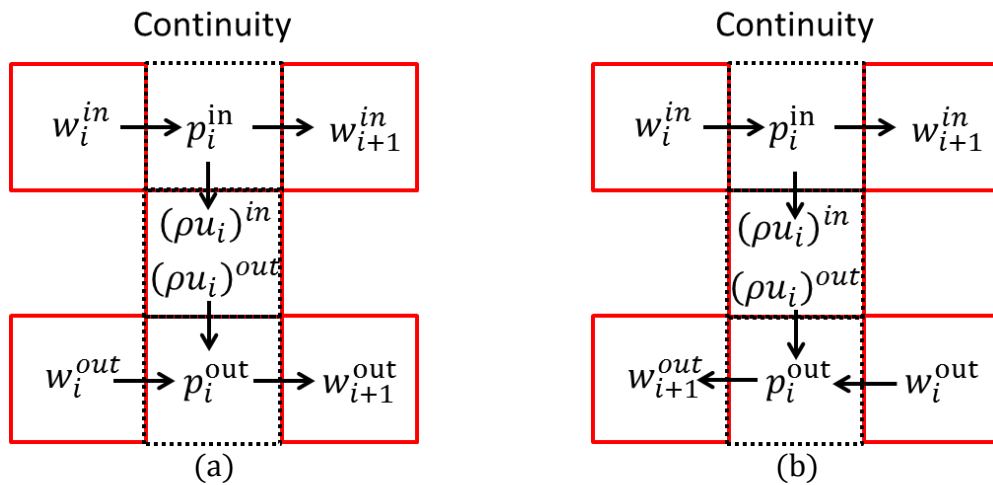 Continuity
Continuity
w_i^{in} p_i^{in} w_{i+1}^{in}
w_i^{in} p_i^{in} w_{i+1}^{in}
(ρu_i)^{in}
(ρu_i)^{in}
(ρu_i)^{out}
(ρu_i)^{out}
w_i^{out} p_i^{out} w_{i+1}^{out}
w_{i+1}^{out} p_i^{out} w_i^{out}
(a)
(b)